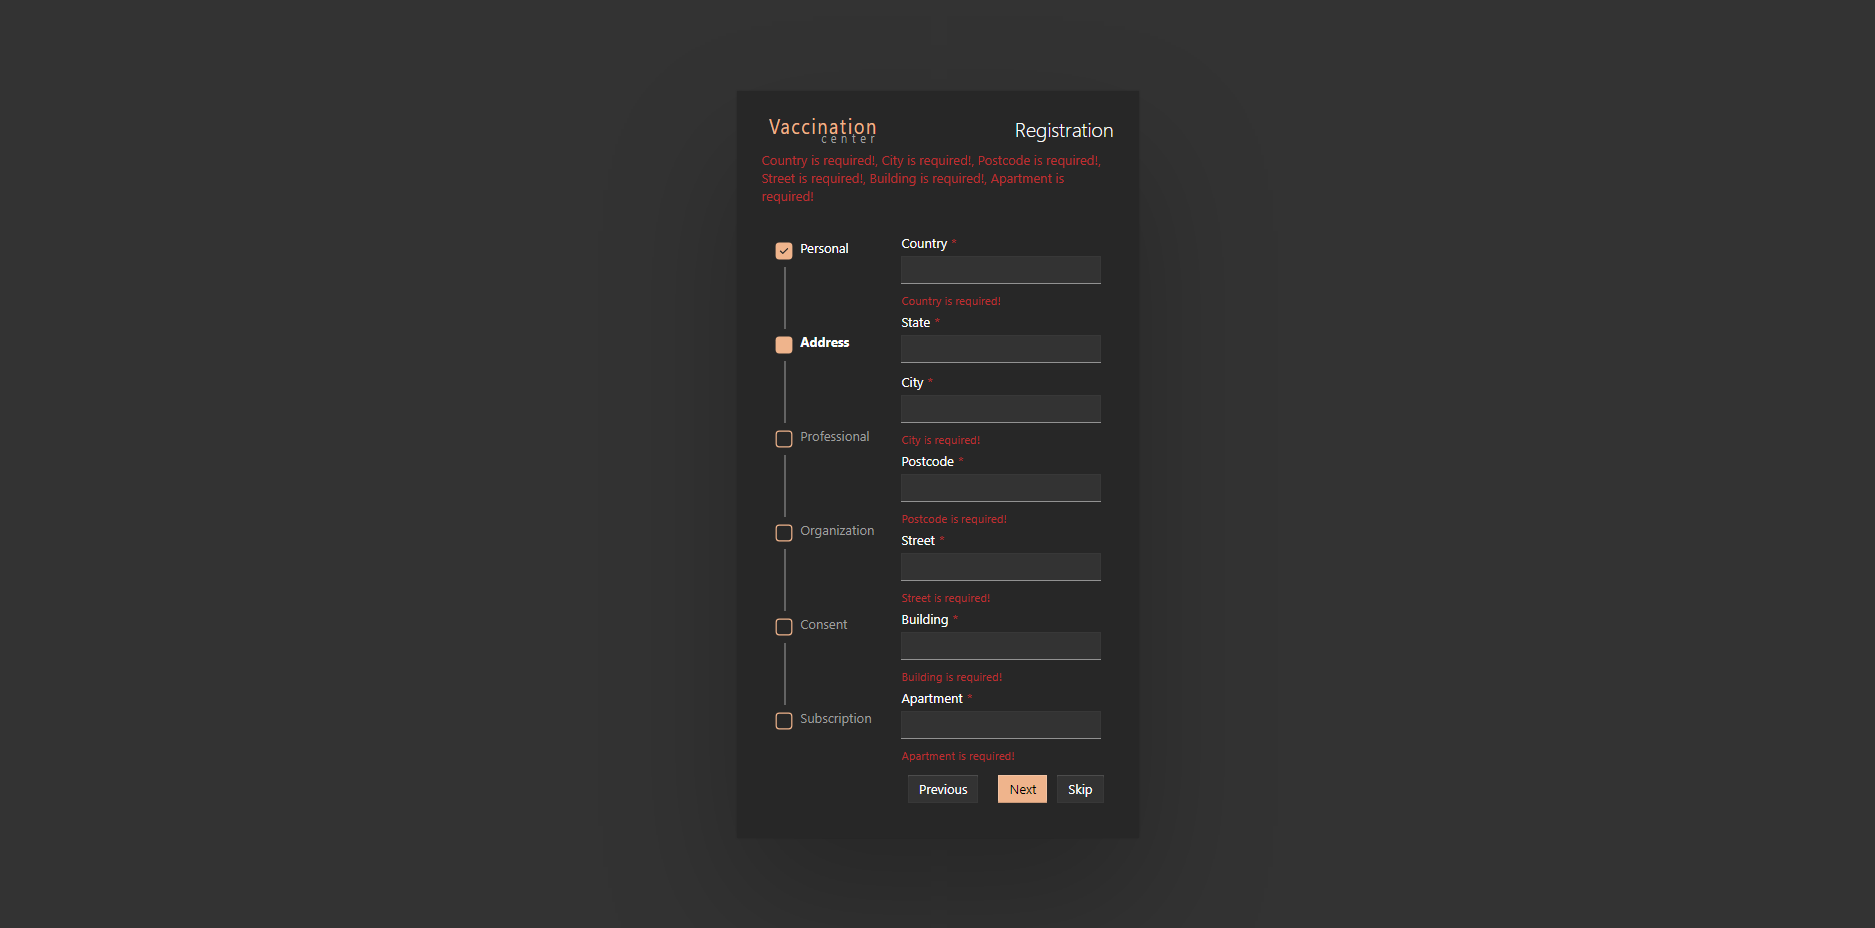 Vaccination
center
Registration
Country is required!, City is required!, Postcode is required!,
Street is required!, Building is required!, Apartment is
required!
Personal
Address
Professional
Organization
Consent
Subscription
Country *
Country is required!
State *
City *
City is required!
Postcode *
Postcode is required!
Street *
Street is required!
Building *
Building is required!
Apartment *
Apartment is required!
Previous
Next
Skip